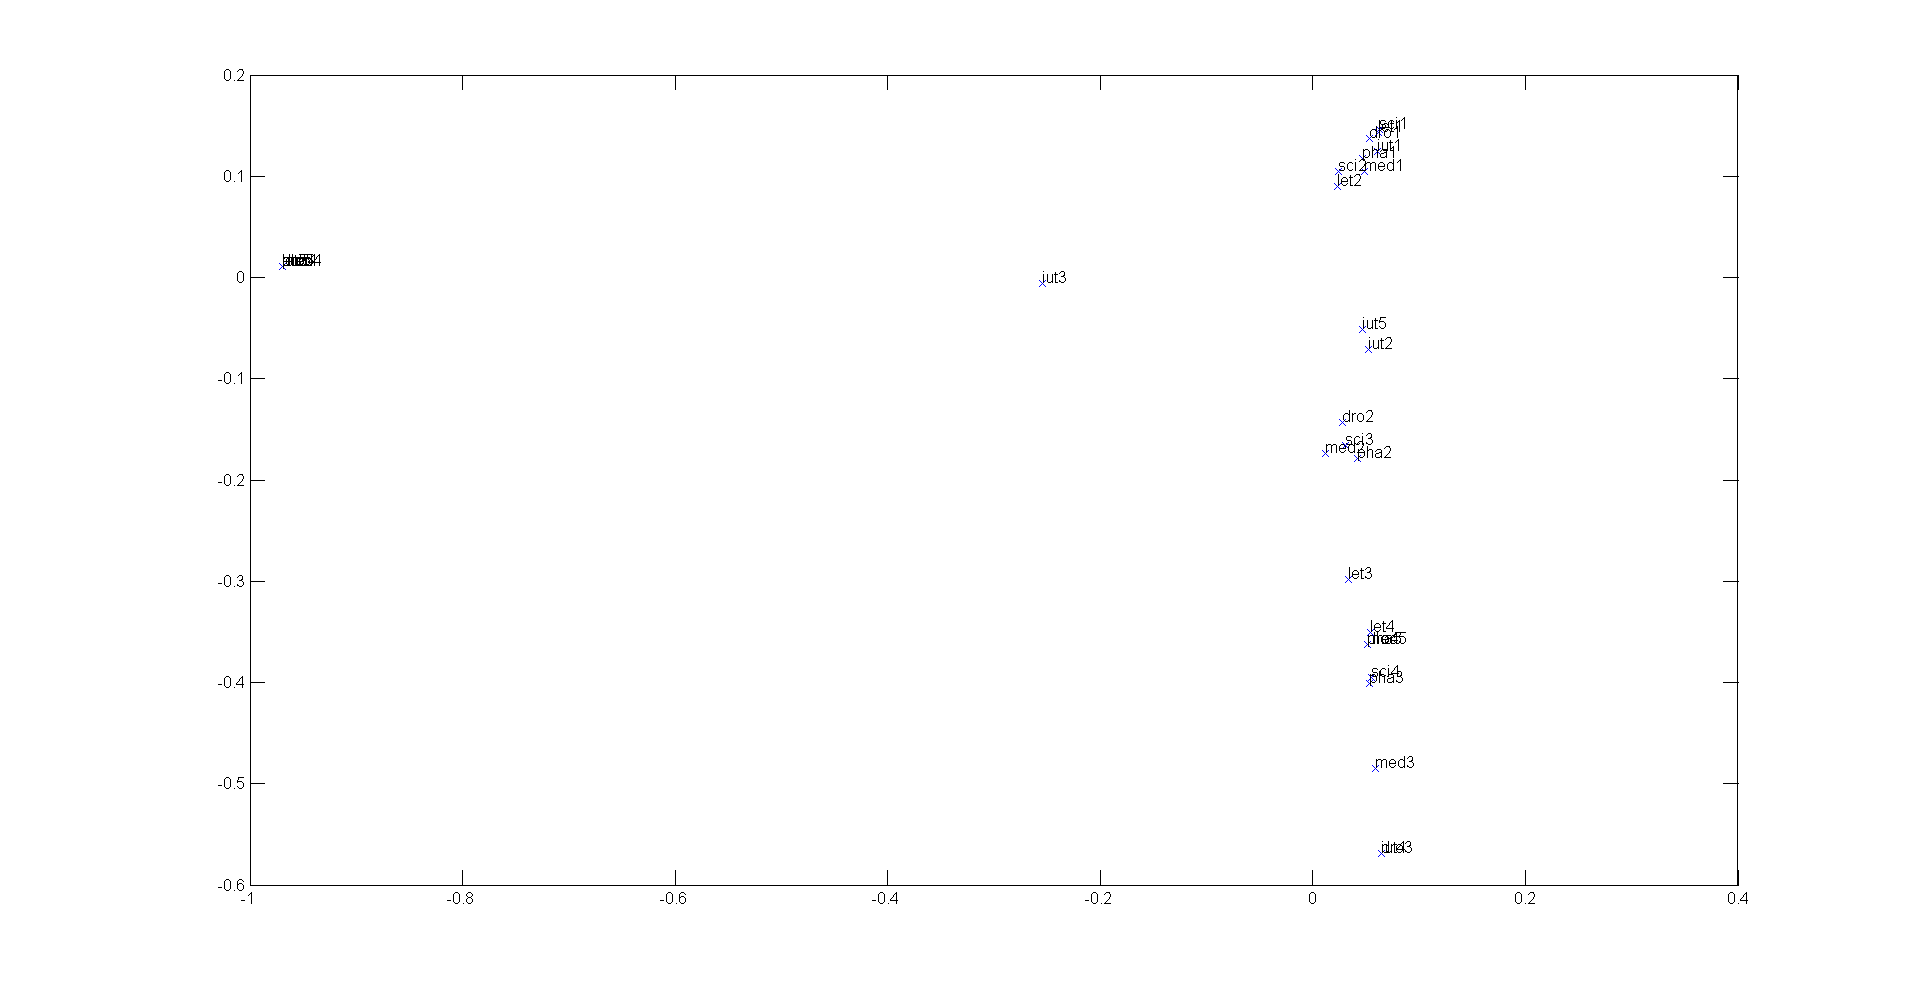 0.2
sci1
dro1
iut1
pha1
sci2
med1
let2
0.1
0
iut3
iut5
iut2
-0.1
dro2
sci3
med2
pha2
-0.2
let3
-0.3
let4
sci4
pha3
-0.4
med3
-0.5
dro3
-0.6
-1 -0.8 -0.6 -0.4 -0.2 0 0.2 0.4